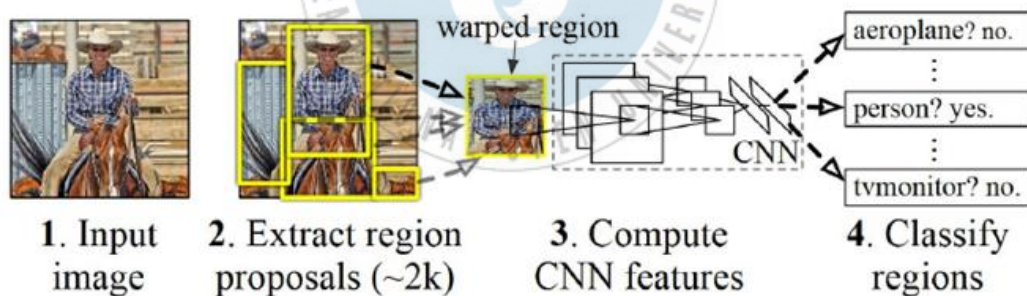 warped region
aeroplane? no.
person? yes.
CNN
tvmonitor? no.
1. Input
image
2. Extract region
proposals (~2k)
3. Compute
CNN features
4. Classify
regions